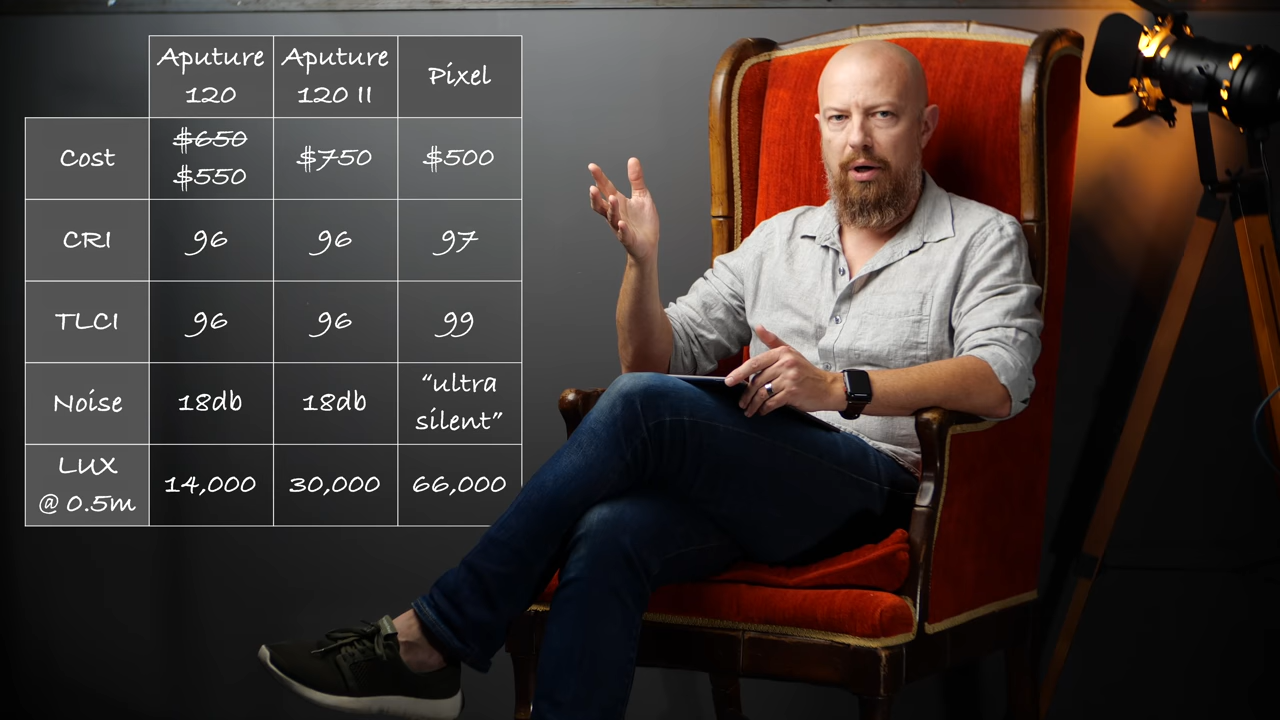 Aputure 120 Aputure 120 II Pixel
Cost $650 $550 $750 $500
CRI 96 96 97
TLCI 96 96 99
Noise 18db 18db “ultra silent”
LUX @ 0.5m 14,000 30,000 66,000